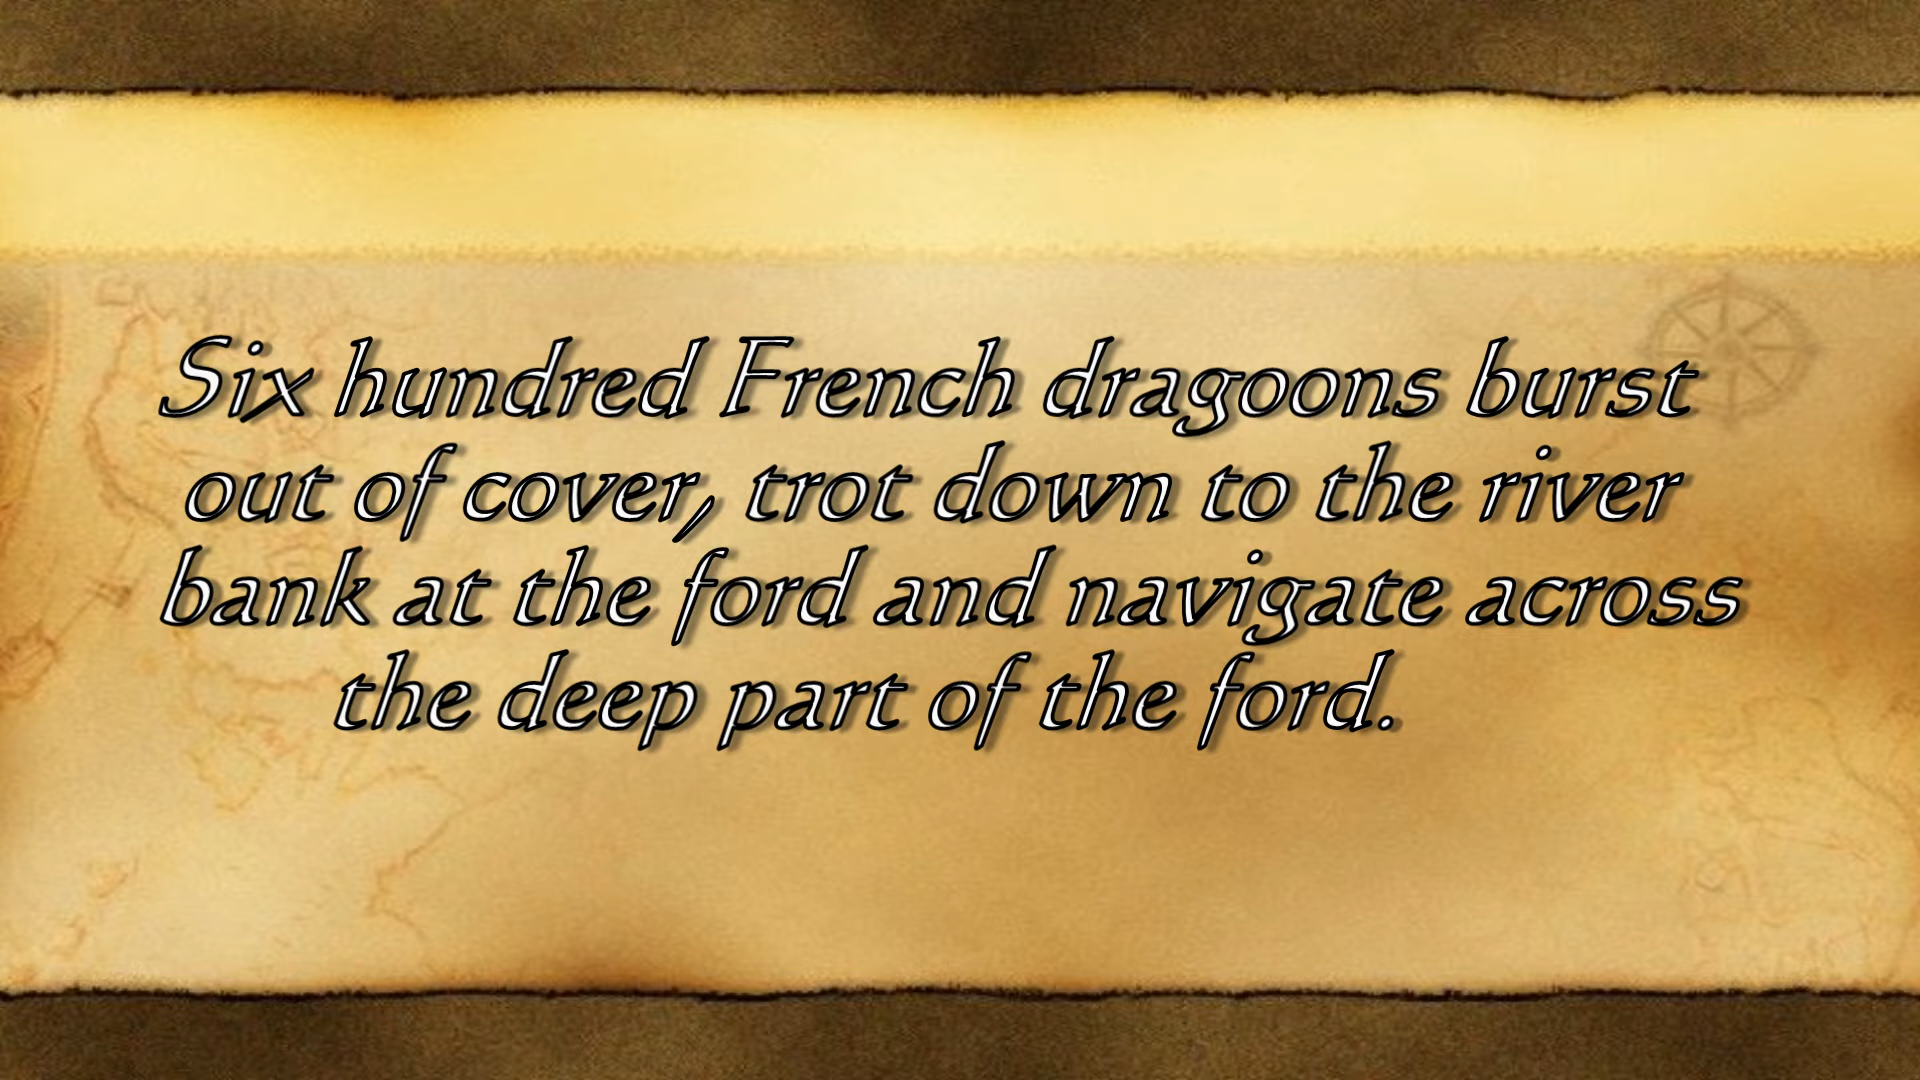 Six hundred French dragoons burst
out of cover, trot down to the river
bank at the ford and navigate across
the deep part of the ford.